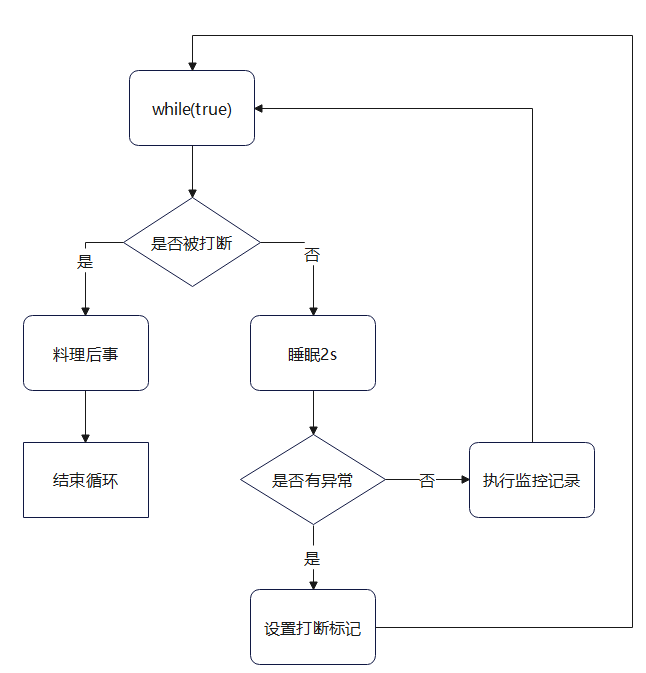 while(true)
是否被打断
是
否
料理后事
睡眠2s
结束循环
是否有异常
否
执行监控记录
是
设置打断标记